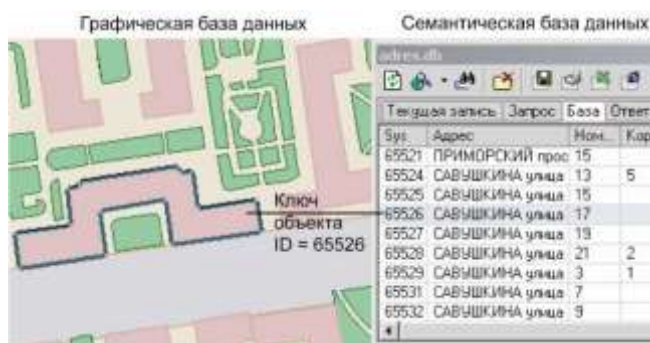 Графическая база данных
Семантическая база данных
adres.db
Текущая запись Запрос База Ответ
Sys Адрес Ном... Кор
65521 ПРИМОРСКИЙ прос 15
65524 САВУШКИНА улица 13 5
65525 САВУШКИНА улица 15
65526 САВУШКИНА улица 17
65527 САВУШКИНА улица 19
65528 САВУШКИНА улица 21 2
65529 САВУШКИНА улица 3 1
65531 САВУШКИНА улица 7
65532 САВУШКИНА улица 9
Ключ
объекта
ID = 65526